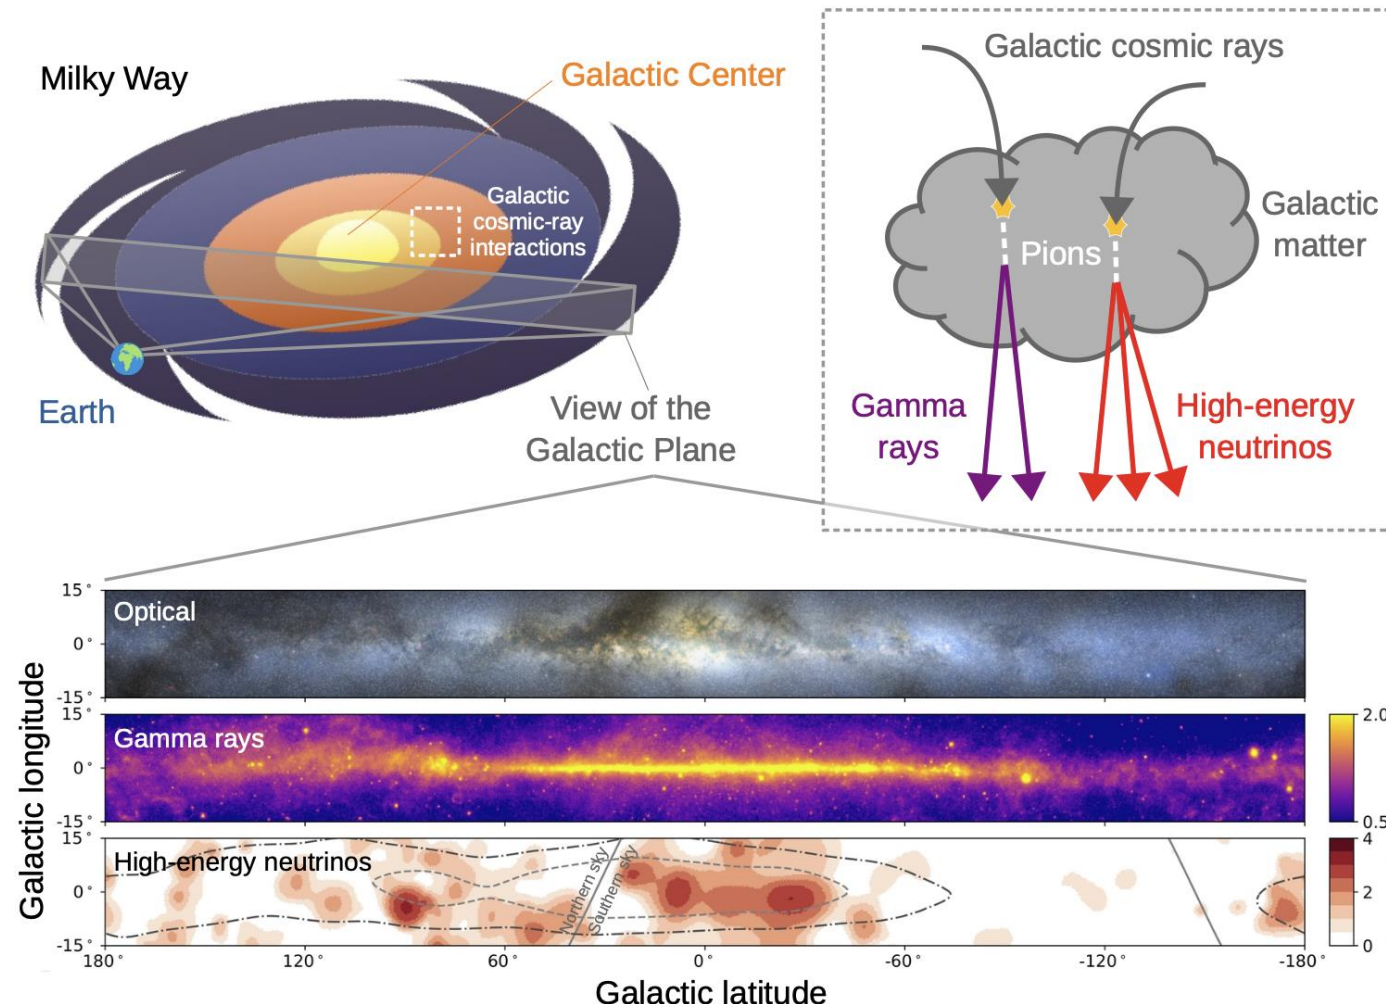 Milky Way
Galactic Center
Galactic
cosmic-ray
interactions
Earth
View of the
Galactic Plane
Galactic cosmic rays
Galactic
matter
Pions
Gamma
rays
High-energy
neutrinos
Galactic longitude
15°
0°
-15°
Optical
15°
0°
-15°
Gamma rays
2.0
0.5
15°
0°
-15°
High-energy neutrinos
Northern sky
Southern sky
4
2
0
180°
120°
60°
0°
-60°
-120°
-180°
Galactic latitude